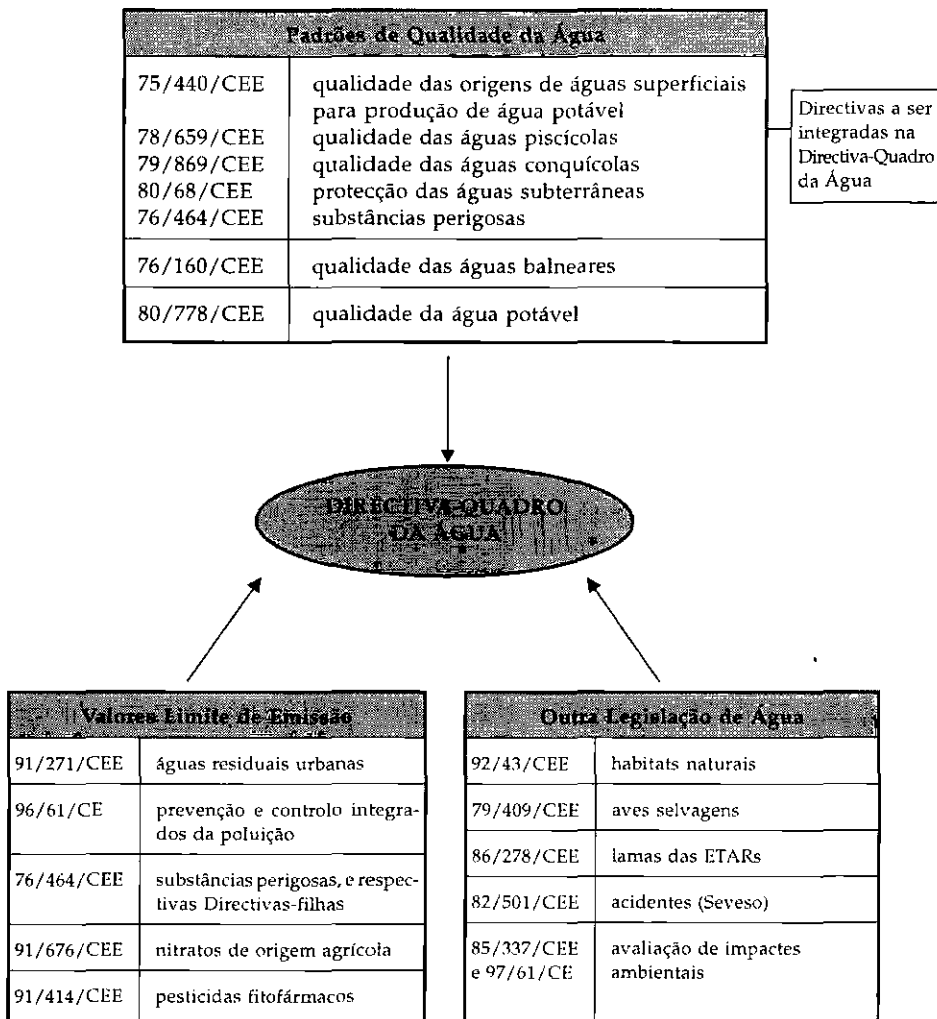 Padrões de Qualidade da Água
75/440/CEE qualidade das origens de águas superficiais
para produção de água potável
78/659/CEE qualidade das águas piscícolas
79/869/CEE qualidade das águas conquícolas
80/68/CEE protecção das águas subterrâneas
76/464/CEE substâncias perigosas
76/160/CEE qualidade das águas balneares
80/778/CEE qualidade da água potável
Directivas a ser
integradas na
Directiva-Quadro
da Água
DIRECTIVA-QUADRO
DA ÁGUA
Valores Limite de Emissão
91/271/CEE águas residuais urbanas
96/61/CE prevenção e controlo integra-
dos da poluição
76/464/CEE substâncias perigosas, e respec-
tivas Directivas-filhas
91/676/CEE nitratos de origem agrícola
91/414/CEE pesticidas fitofármacos
Outra Legislação de Água
92/43/CEE habitats naturais
79/409/CEE aves selvagens
86/278/CEE lamas das ETARs
82/501/CEE acidentes (Seveso)
85/337/CEE avaliação de impactes
e 97/61/CE ambientais